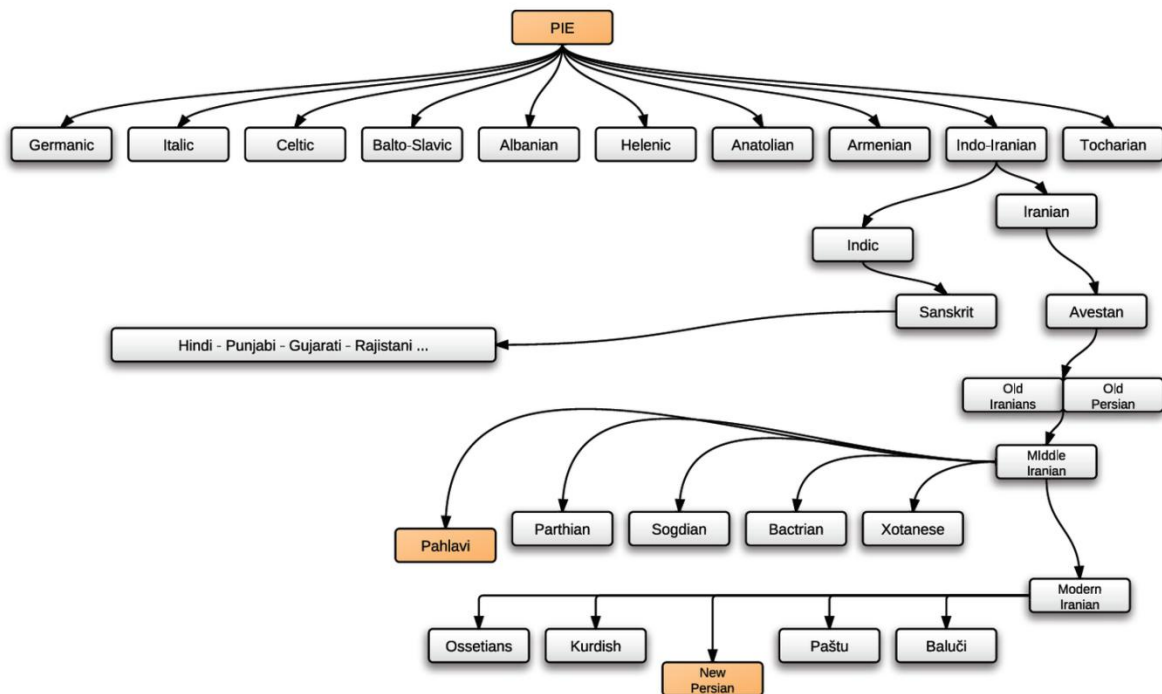 PIE
Germanic
Italic
Celtic
Balto-Slavic
Albanian
Helenic
Anatolian
Armenian
Indo-Iranian
Tocharian
Iranian
Indic
Sanskrit
Avestan
Hindi - Punjabi - Gujarati - Rajistani ...
Old
Iranians
Old
Persian
MIddle
Iranian
Pahlavi
Parthian
Sogdian
Bactrian
Xotanese
Modern
Iranian
Ossetians
Kurdish
New
Persian
Paštu
Baluči